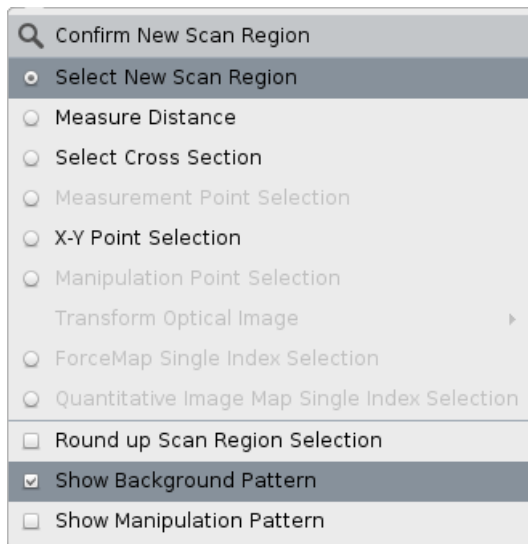 Confirm New Scan Region
Select New Scan Region
Measure Distance
Select Cross Section
Measurement Point Selection
X-Y Point Selection
Manipulation Point Selection
Transform Optical Image
ForceMap Single Index Selection
Quantitative Image Map Single Index Selection
Round up Scan Region Selection
Show Background Pattern
Show Manipulation Pattern